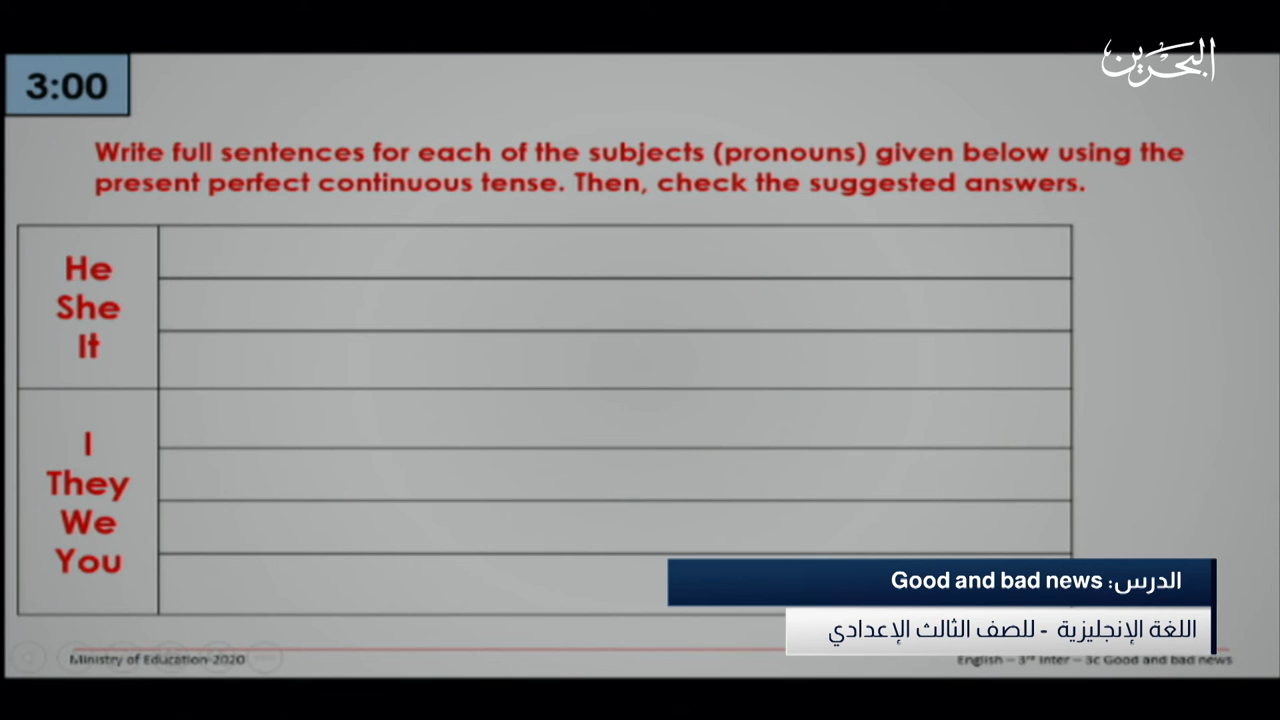 البحرين
3:00
Write full sentences for each of the subjects (pronouns) given below using the
present perfect continuous tense. Then, check the suggested answers.
He
She
It
I
They
We
You
الدرس: Good and bad news
اللغة الإنجليزية - للصف الثالث الإعدادي
Ministry of Education-2020
English – 3rd Inter – 3c Good and bad news